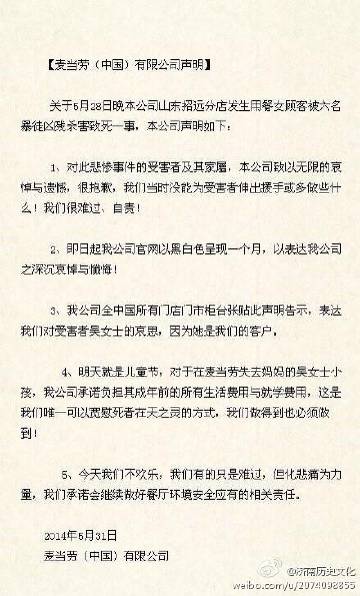 【麦当劳（中国）有限公司声明】
关于5月28日晚本公司山东招远分店发生用餐女顾客被六名
暴徒凶残杀害致死一事，本公司声明如下：
1、对此悲惨事件的受害者及其家属，本公司致以无限的哀
悼与遗憾，很抱歉，我们当时没能为受害者伸出援手或多做些什
么！我们很难过、自责！
2、即日起我公司官网以黑白色呈现一个月，以表达我公司
之深沉哀悼与懺悔！
3、我公司全中国所有门店门市柜台张贴此声明告示，表达
我们对受害者吴女士的哀思，因为她是我们的客户。
4、明天就是儿童节，对于在麦当劳失去妈妈的吴女士小
孩，我公司承诺负担其成年前的所有生活费用与就学费用，这是
我们唯一可以宽慰死者在天之灵的方式，我们做得到也必须做
到！
5、今天我们不欢乐，我们有的只是难过，但化悲痛为力
量，我们承诺会继续做好餐厅环境安全应有的相关责任。
2014年5月31日
麦当劳（中国）有限公司
@济南历史文化
weibo.com/u/2074098855